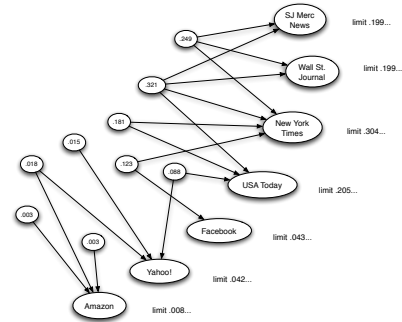 SJ Merc
News
limit .199...
.249
Wall St.
Journal
limit .199...
.321
.181
New York
Times
limit .304...
.015
.123
.088
.018
USA Today
limit .205...
.003
.003
Facebook
limit .043...
Yahoo!
limit .042...
Amazon
limit .008...